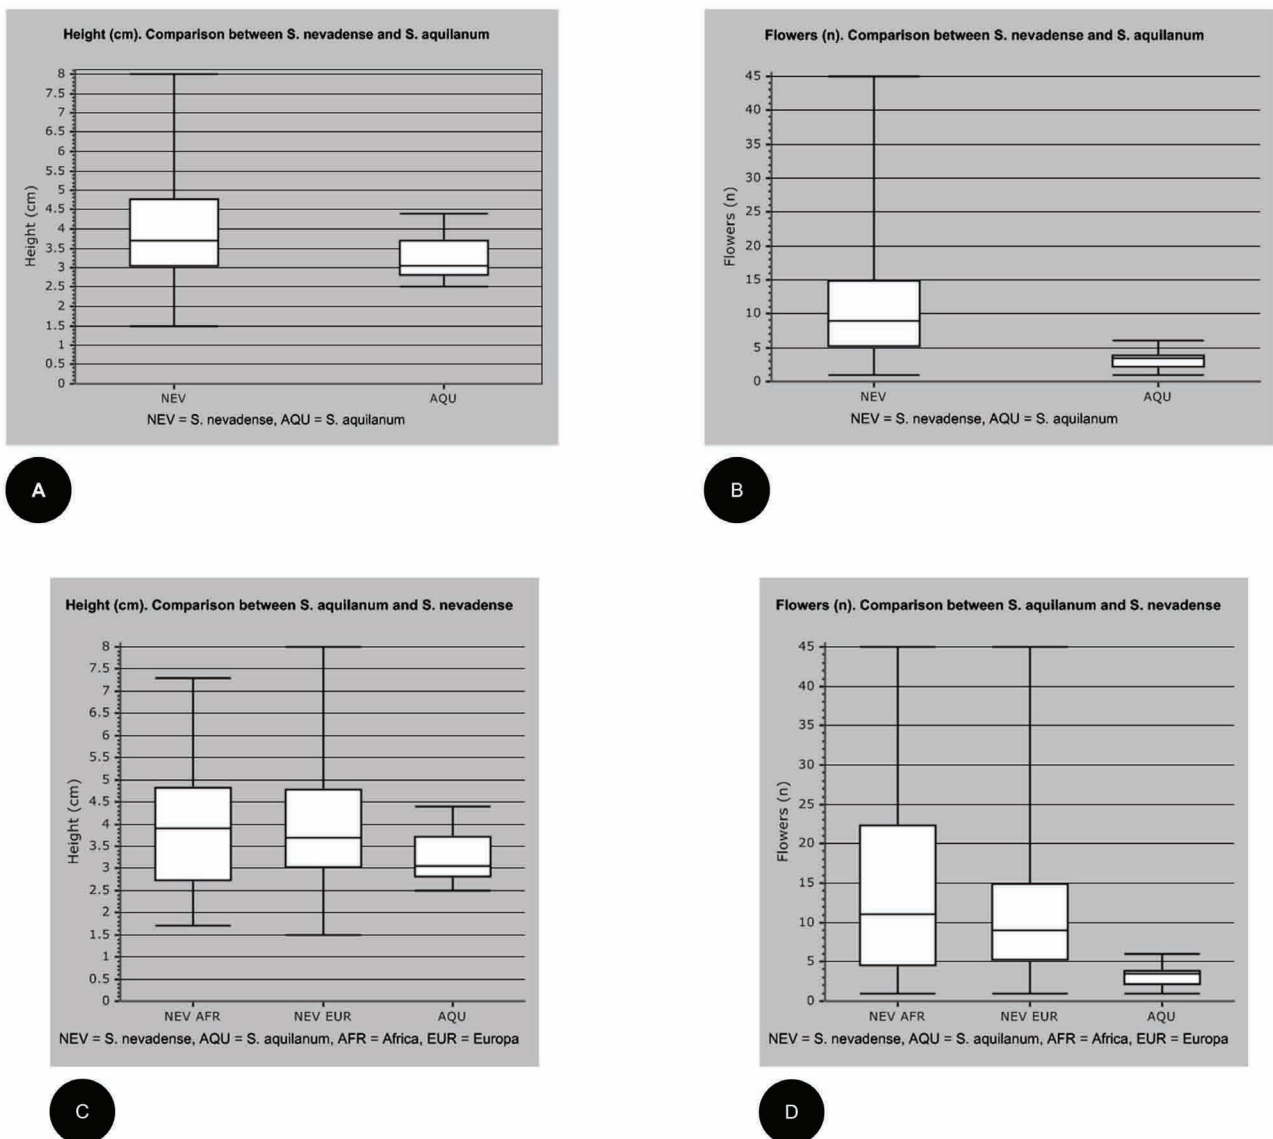 Height (cm). Comparison between S. nevadense and S. aquilanum
8
7.5
7
6.5
6
5.5
5
4.5
4
3.5
3
2.5
2
1.5
1
0.5
0
Height (cm)
NEV AQU
NEV = S. nevadense, AQU = S. aquilanum
A
Flowers (n). Comparison between S. nevadense and S. aquilanum
45
40
35
30
25
20
15
10
5
0
Flowers (n)
NEV AQU
NEV = S. nevadense, AQU = S. aquilanum
B
Height (cm). Comparison between S. aquilanum and S. nevadense
8
7.5
7
6.5
6
5.5
5
4.5
4
3.5
3
2.5
2
1.5
1
0.5
0
Height (cm)
NEV AFR NEV EUR AQU
NEV = S. nevadense, AQU = S. aquilanum, AFR = Africa, EUR = Europa
C
Flowers (n). Comparison between S. aquilanum and S. nevadense
45
40
35
30
25
20
15
10
5
0
Flowers (n)
NEV AFR NEV EUR AQU
NEV = S. nevadense, AQU = S. aquilanum, AFR = Africa, EUR = Europa
D